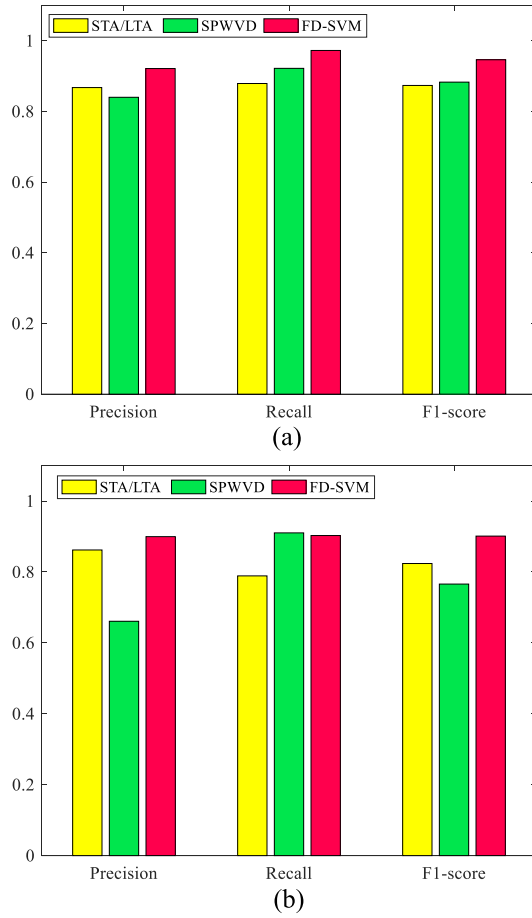 STA/LTA SPWVD FD-SVM
1
0.8
0.6
0.4
0.2
0
Precision Recall F1-score
(a)
STA/LTA SPWVD FD-SVM
1
0.8
0.6
0.4
0.2
0
Precision Recall F1-score
(b)